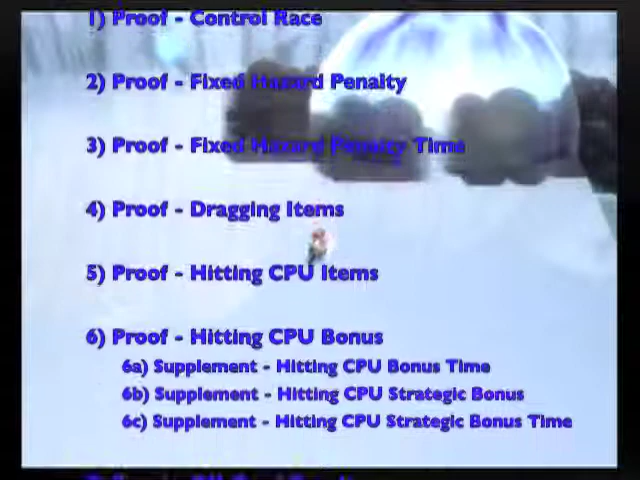 1) Proof - Control Race
2) Proof - Fixed Hazard Penalty
3) Proof - Fixed Hazard Penalty Time
4) Proof - Dragging Items
5) Proof - Hitting CPU Items
6) Proof - Hitting CPU Bonus
6a) Supplement - Hitting CPU Bonus Time
6b) Supplement - Hitting CPU Strategic Bonus
6c) Supplement - Hitting CPU Strategic Bonus Time